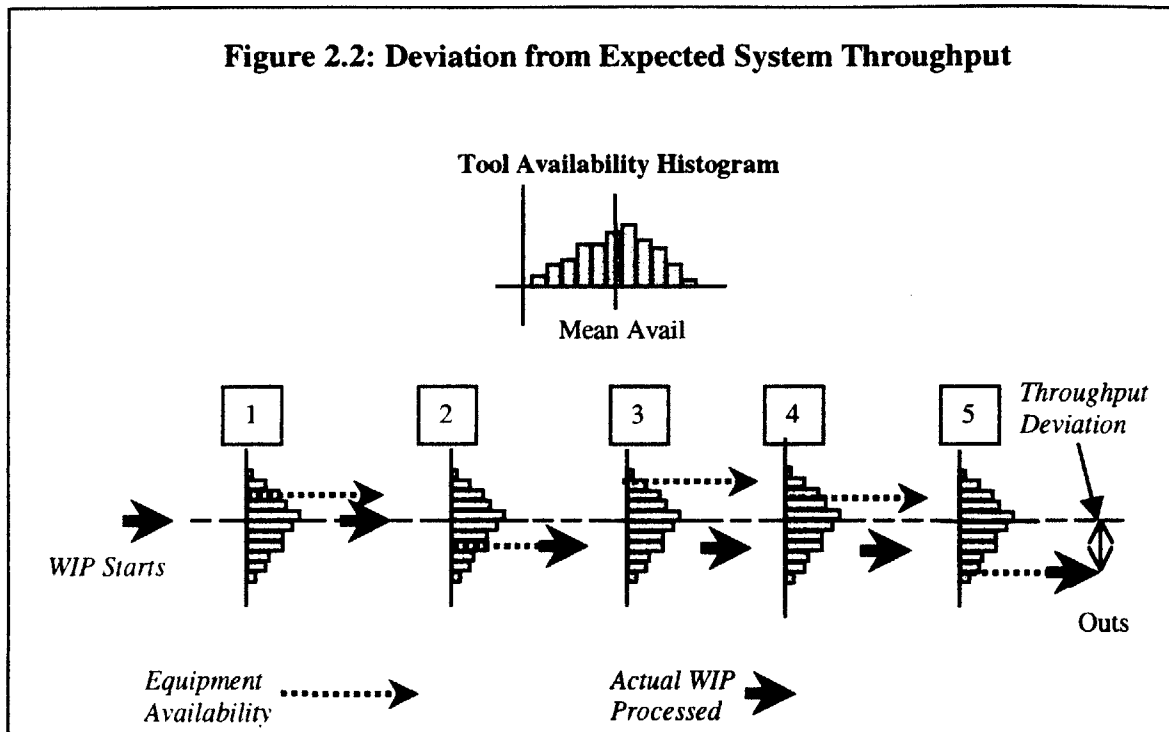 Figure 2.2: Deviation from Expected System Throughput
Tool Availability Histogram
Mean Avail
1
2
3
4
5
Throughput
Deviation
WIP Starts
Outs
Equipment
Availability
Actual WIP
Processed